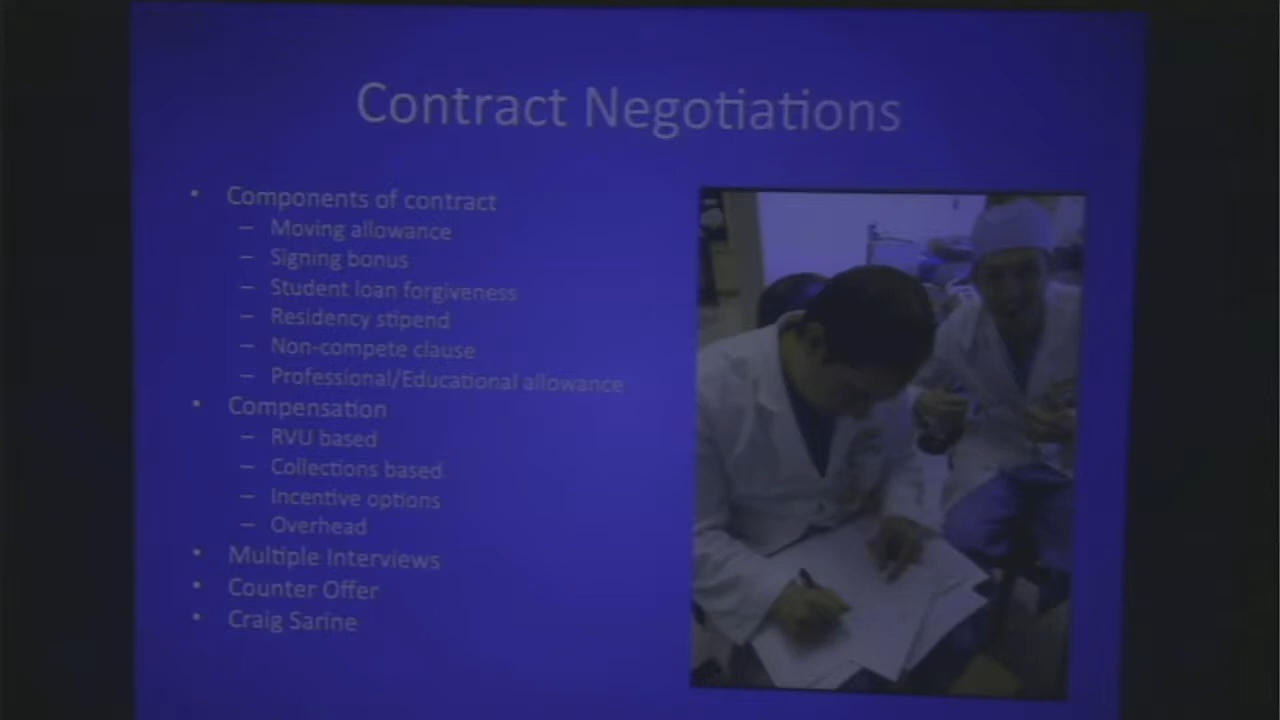 Contract Negotiations
• Components of contract
– Moving allowance
– Signing bonus
– Student loan forgiveness
– Residency stipend
– Non-compete clause
– Professional/Educational allowance
• Compensation
– RVU based
– Collections based
– Incentive options
– Overhead
• Multiple Interviews
• Counter Offer
• Craig Sarine